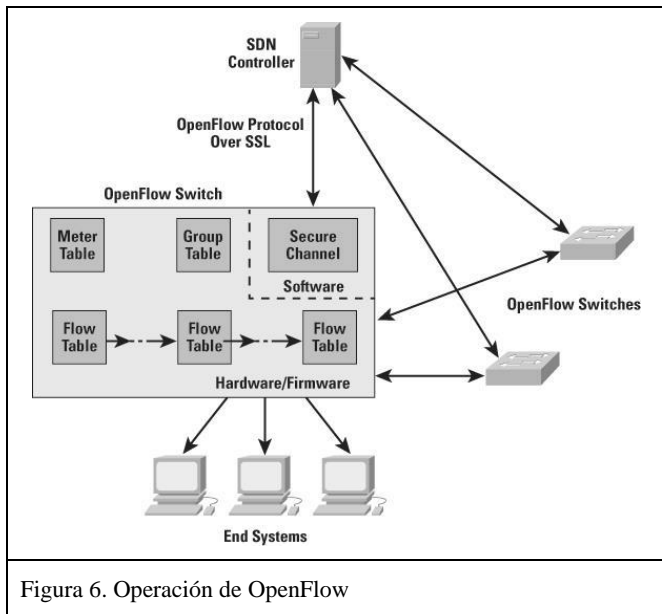 SDN
Controller
OpenFlow Protocol
Over SSL
OpenFlow Switch
Meter
Table
Group
Table
Secure
Channel
Software
OpenFlow Switches
Flow
Table
Flow
Table
Flow
Table
Hardware/Firmware
End Systems
Figura 6. Operación de OpenFlow